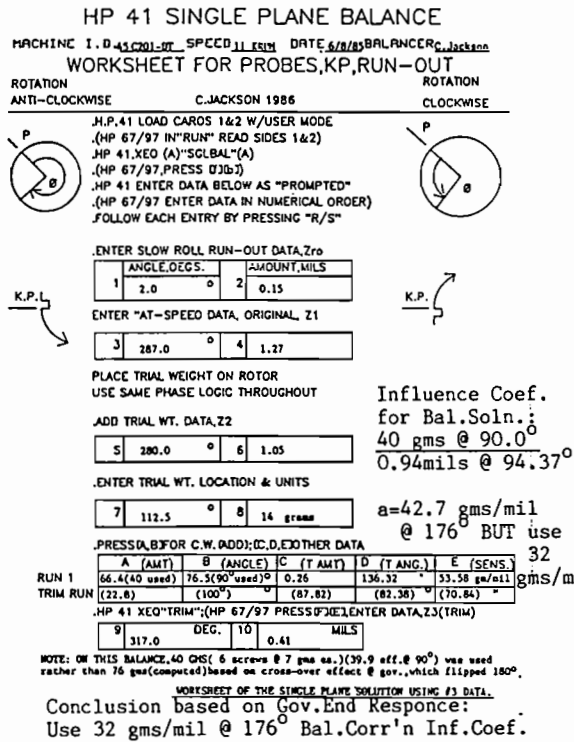 HP 41 SINGLE PLANE BALANCE
MACHINE I.D. 45C201-DT SPEED 11 KRPM DATE 6/8/85 BALANCER C.Jackson
WORKSHEET FOR PROBES,KP,RUN-OUT
ROTATION
ANTI-CLOCKWISE
C.JACKSON 1986
ROTATION
CLOCKWISE
P
Ø
P
Ø
.H.P.41 LOAD CARDS 1&2 W/USER MODE
.(HP 67/97 IN"RUN" READ SIDES 1&2)
.HP 41.XEQ (A)"SGLBAL"(A)
.(HP 67/97,PRESS
.HP 41 ENTER DATA BELOW AS "PROMPTED"
.(HP 67/97 ENTER DATA IN NUMERICAL ORDER)
.FOLLOW EACH ENTRY BY PRESSING "R/S"
.ENTER SLOW ROLL RUN-OUT DATA,Zro
ANGLE,DEGS. AMOUNT,MILS
1 2.0 ° 2 0.15
K.P.
K.P.
ENTER "AT-SPEED DATA, ORIGINAL, Z1
3 287.0 ° 4 1.27
PLACE TRIAL WEIGHT ON ROTOR
USE SAME PHASE LOGIC THROUGHOUT
.ADD TRIAL WT. DATA,Z2
5 280.0 ° 6 1.05
.ENTER TRIAL WT. LOCATION & UNITS
7 112.5 ° 8 14 grams
Influence Coef.
for Bal.Soln.:
40 gms @ 90.0°
0.94mils @ 94.37°
a=42.7 gms/mil
@ 176° BUT use
32
gms/m
.PRESS(A,B)FOR C.W.(ADD);(C,D,E)OTHER DATA
A (AMT) B (ANGLE) C (T AMT) D (T ANG.) E (SENS.)
RUN 1 66.4(40 used) 76.5(90°used)° 0.26 136.32 ° 53.58 gm/mil
TRIM RUN (22.8) (100°) ° (87.82) (82.38) ° (70.84) "
.HP 41 XEQ"TRIM";(HP 67/97 PRESS ENTER DATA,Z3(TRIM)
9 317.0 DEG. 10 0.41 MILS
NOTE: ON THIS BALANCE,40 GMS( 6 screws @ 7 gms ea.)(39.9 eff.@ 90°) was used
rather than 76 gms(computed)based on cross-over effect @ gov.,which flipped 180°.
WORKSHEET OF THE SINGLE PLANE SOLUTION USING #3 DATA.
Conclusion based on Gov.End Responce:
Use 32 gms/mil @ 176° Bal.Corr'n Inf.Coef.